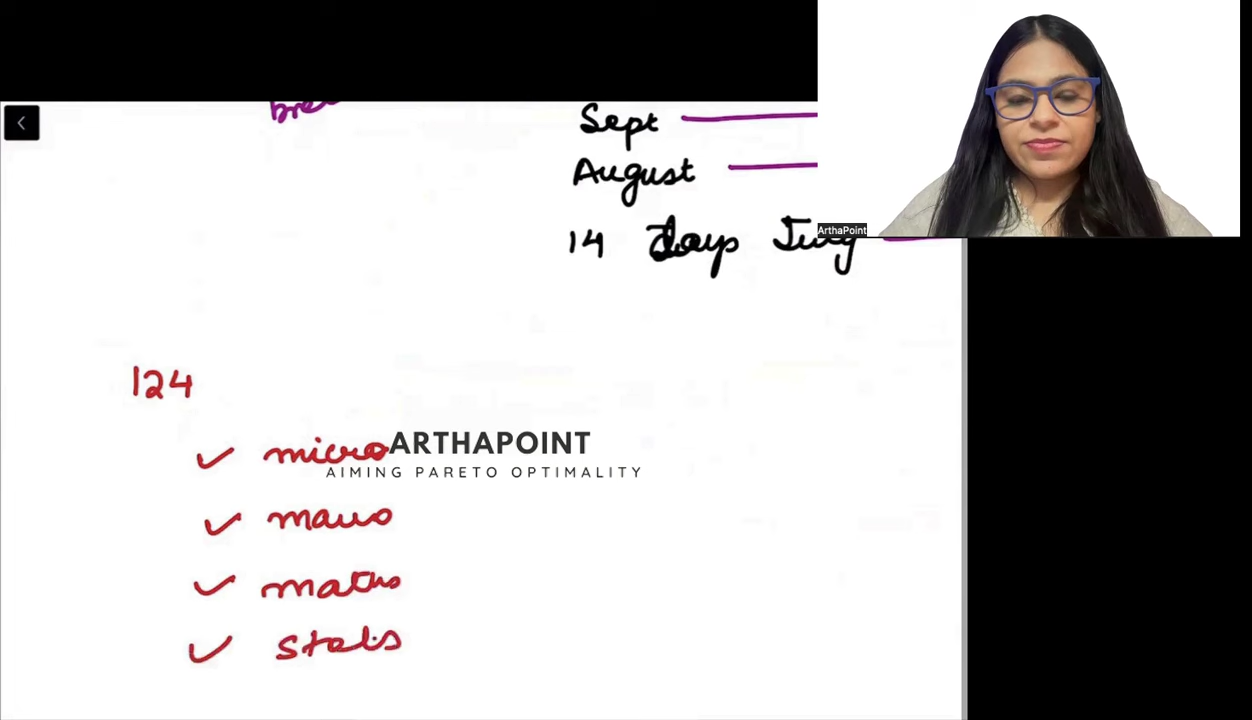 Sept
August
14 Days July
ArthaPoint
124
✓ micro
ARTHAPOINT
AIMING PARETO OPTIMALITY
✓ macro
✓ maths
✓ stats